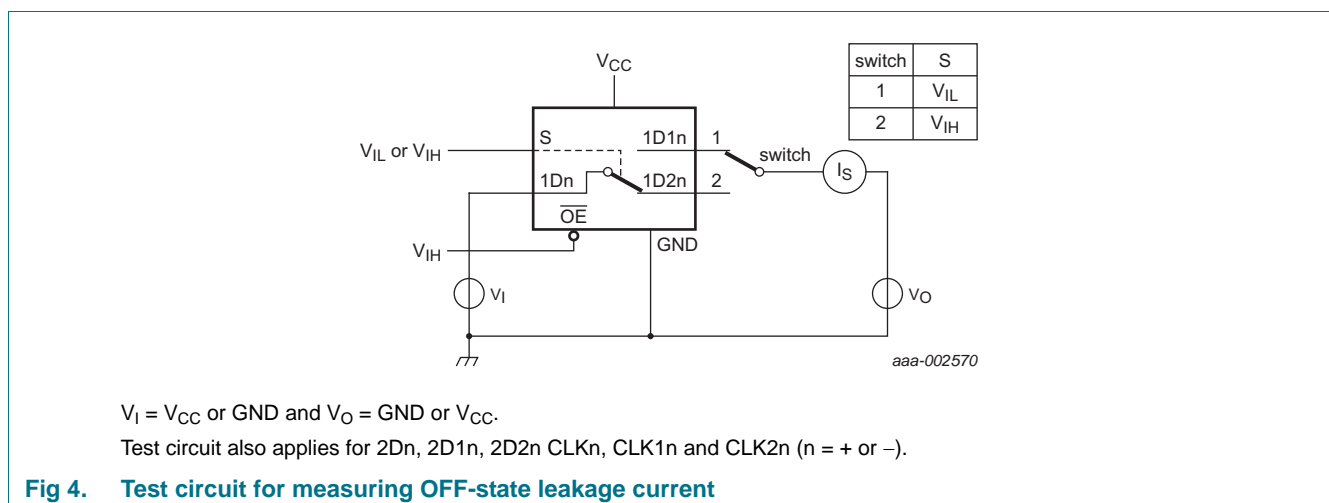 switch S
1 VIL
2 VIH
VCC
S 1D1n 1
VIL or VIH
switch
IS
1Dn 1D2n 2
OE
GND
VIH
VI
VO
aaa-002570
VI = VCC or GND and VO = GND or VCC.
Test circuit also applies for 2Dn, 2D1n, 2D2n CLKn, CLK1n and CLK2n (n = + or −).
Fig 4. Test circuit for measuring OFF-state leakage current